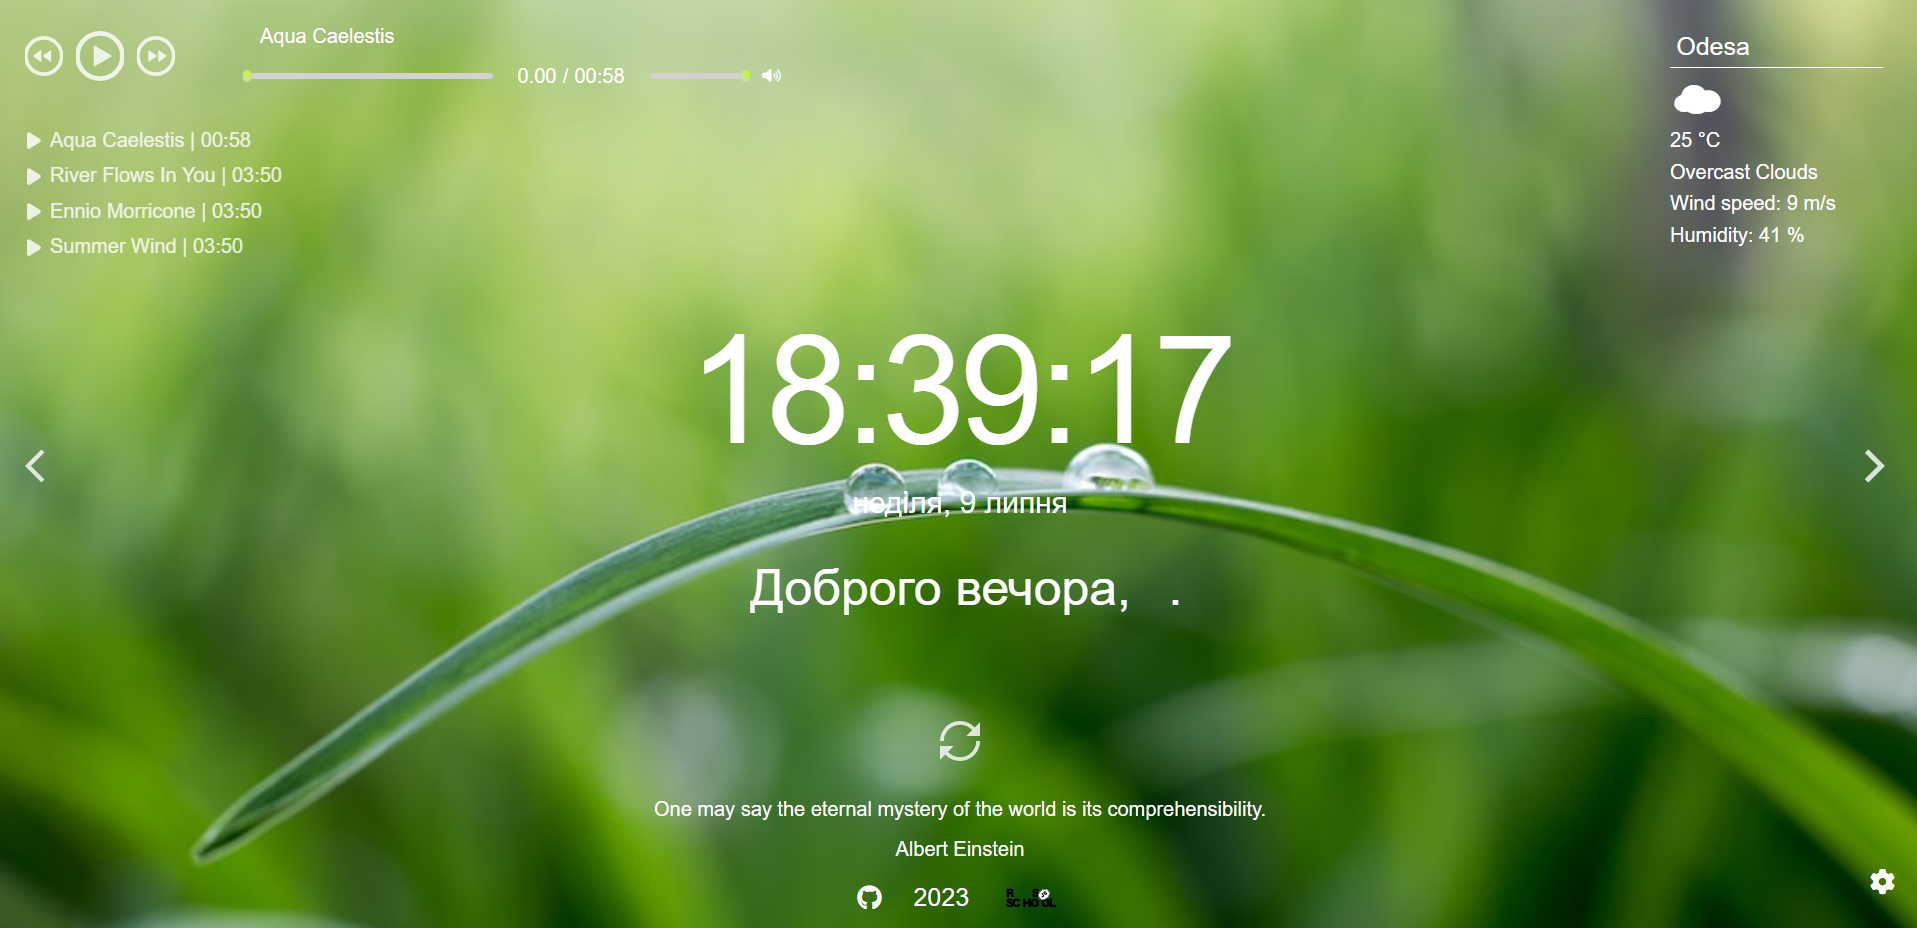 Aqua Caelestis
0.00 / 00:58
Aqua Caelestis | 00:58
River Flows In You | 03:50
Ennio Morricone | 03:50
Summer Wind | 03:50
Odesa
25 °C
Overcast Clouds
Wind speed: 9 m/s
Humidity: 41 %
18:39:17
неділя, 9 липня
Доброго вечора, .
One may say the eternal mystery of the world is its comprehensibility.
Albert Einstein
2023
RS
SCHOOL